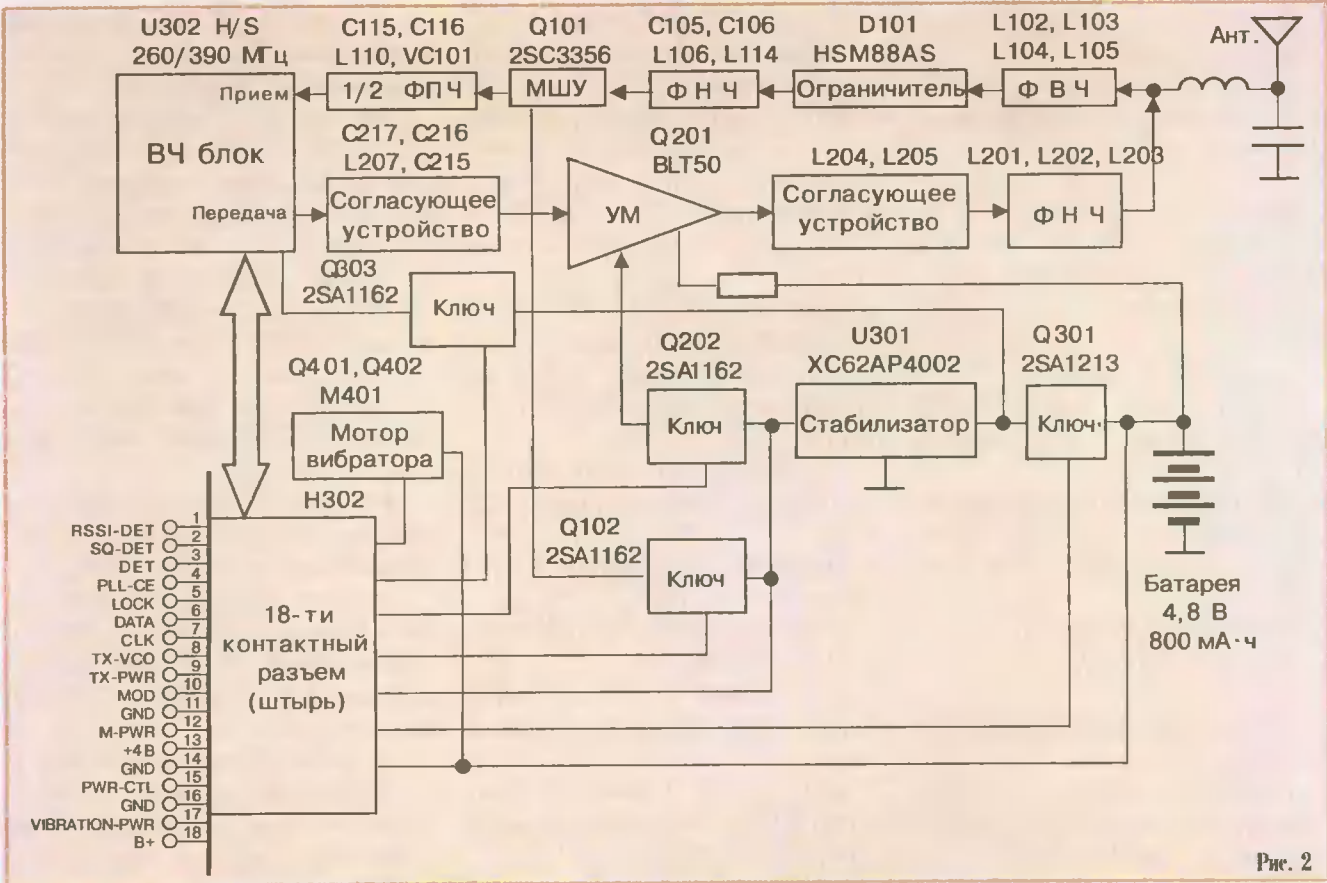 U302 H/S
260/390 МГц
C115, C116
L110, VC101
Q101
2SC3356
C105, C106
L106, L114
D101
HSM88AS
L102, L103
L104, L105
Ант.
Прием
1/2 ФПЧ
МШУ
ФНЧ
Ограничитель
ФВЧ
ВЧ блок
C217, C216
L207, C215
Q201
BLT50
L204, L205
L201, L202, L203
Передача
Согласующее
устройство
УМ
Согласующее
устройство
ФНЧ
Q303
2SA1162
Ключ
Q202
2SA1162
U301
XC62AP4002
Q301
2SA1213
Q401, Q402
M401
Ключ
Стабилизатор
Ключ
Мотор
вибратора
H302
Q102
2SA1162
Ключ
Батарея
4,8 В
800 мА·ч
18-ти
контактный
разъем
(штырь)
RSSI-DET 1
SQ-DET 2
DET 3
PLL-CE 4
LOCK 5
DATA 6
CLK 7
TX-VCO 8
TX-PWR 9
MOD 10
GND 11
M-PWR 12
+4В 13
GND 14
PWR-CTL 15
GND 16
VIBRATION-PWR 17
B+ 18
Рис. 2